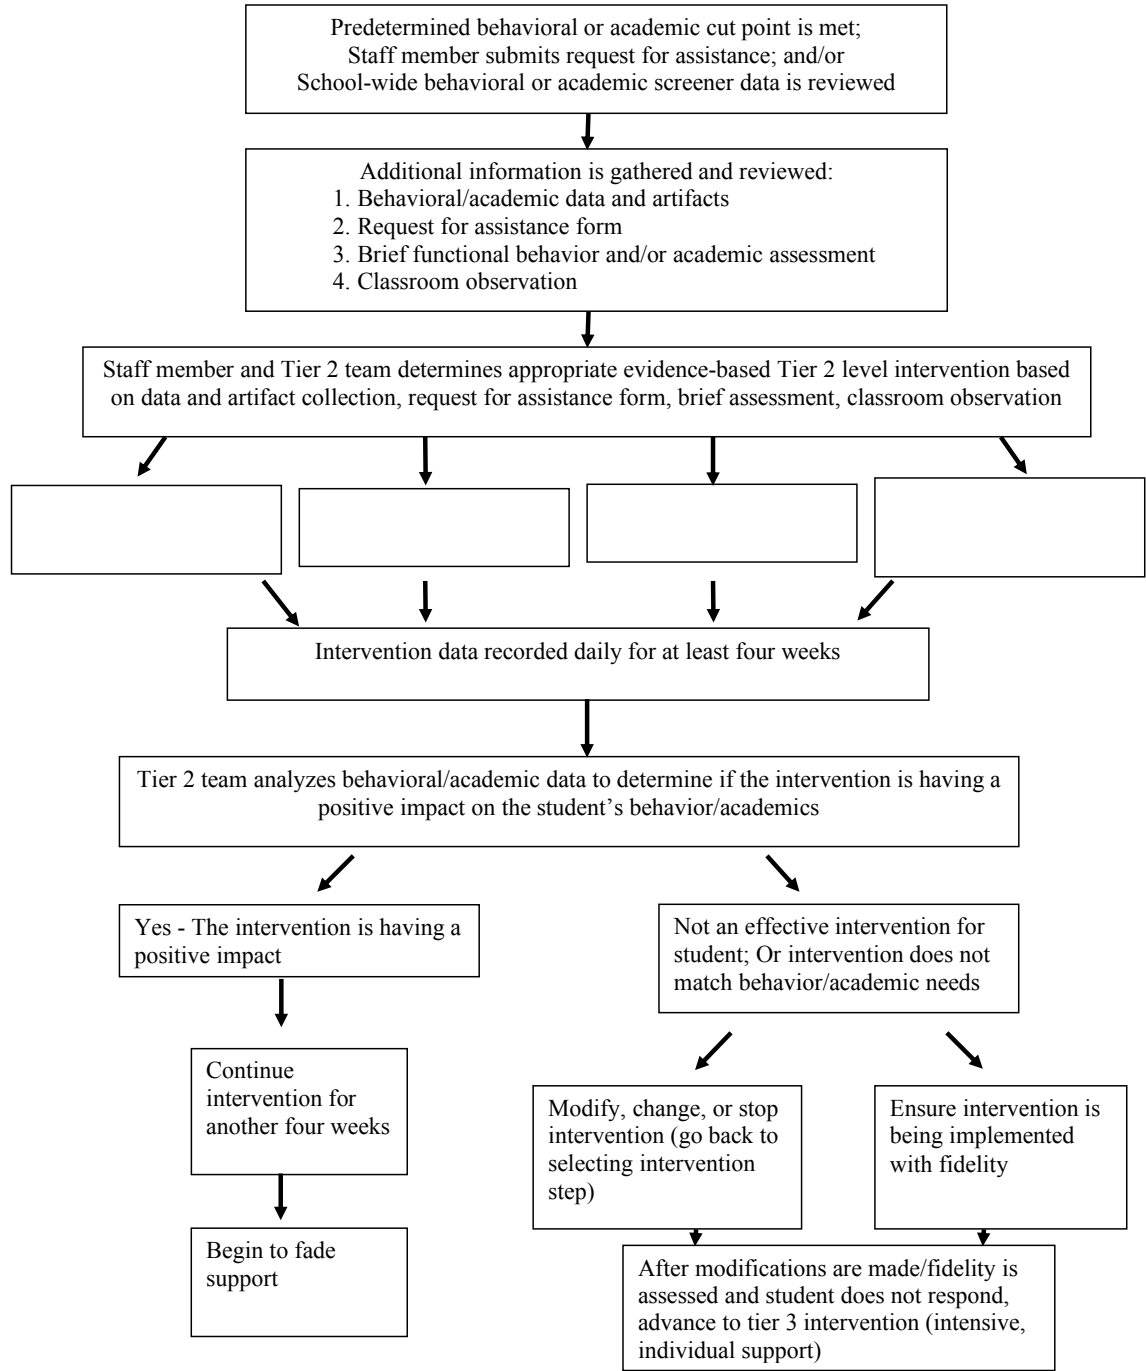 Predetermined behavioral or academic cut point is met;
Staff member submits request for assistance; and/or
School-wide behavioral or academic screener data is reviewed
Additional information is gathered and reviewed:
1. Behavioral/academic data and artifacts
2. Request for assistance form
3. Brief functional behavior and/or academic assessment
4. Classroom observation
Staff member and Tier 2 team determines appropriate evidence-based Tier 2 level intervention based
on data and artifact collection, request for assistance form, brief assessment, classroom observation
Intervention data recorded daily for at least four weeks
Tier 2 team analyzes behavioral/academic data to determine if the intervention is having a
positive impact on the student’s behavior/academics
Yes - The intervention is having a
positive impact
Not an effective intervention for
student; Or intervention does not
match behavior/academic needs
Continue
intervention for
another four weeks
Modify, change, or stop
intervention (go back to
selecting intervention
step)
Ensure intervention is
being implemented
with fidelity
Begin to fade
support
After modifications are made/fidelity is
assessed and student does not respond,
advance to tier 3 intervention (intensive,
individual support)